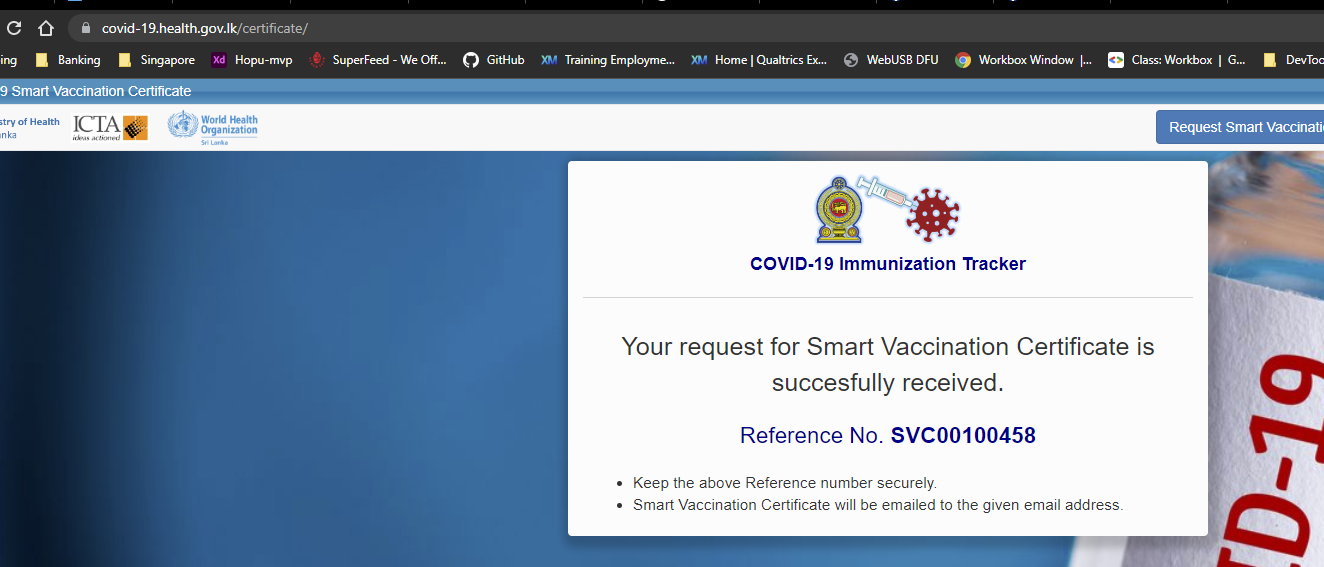 covid-19.health.gov.lk/certificate/
ing Banking Singapore Xd Hopu-mvp SuperFeed - We Off... GitHub XM Training Employme... XM Home | Qualtrics Ex... WebUSB DFU Workbox Window |... Class: Workbox | G... DevToo
9 Smart Vaccination Certificate
stry of Health
anka
ICTA
ideas actioned
World Health
Organization
Sri Lanka
Request Smart Vaccinati
COVID-19 Immunization Tracker
Your request for Smart Vaccination Certificate is
succesfully received.
Reference No. SVC00100458
Keep the above Reference number securely.
Smart Vaccination Certificate will be emailed to the given email address.
ID-19